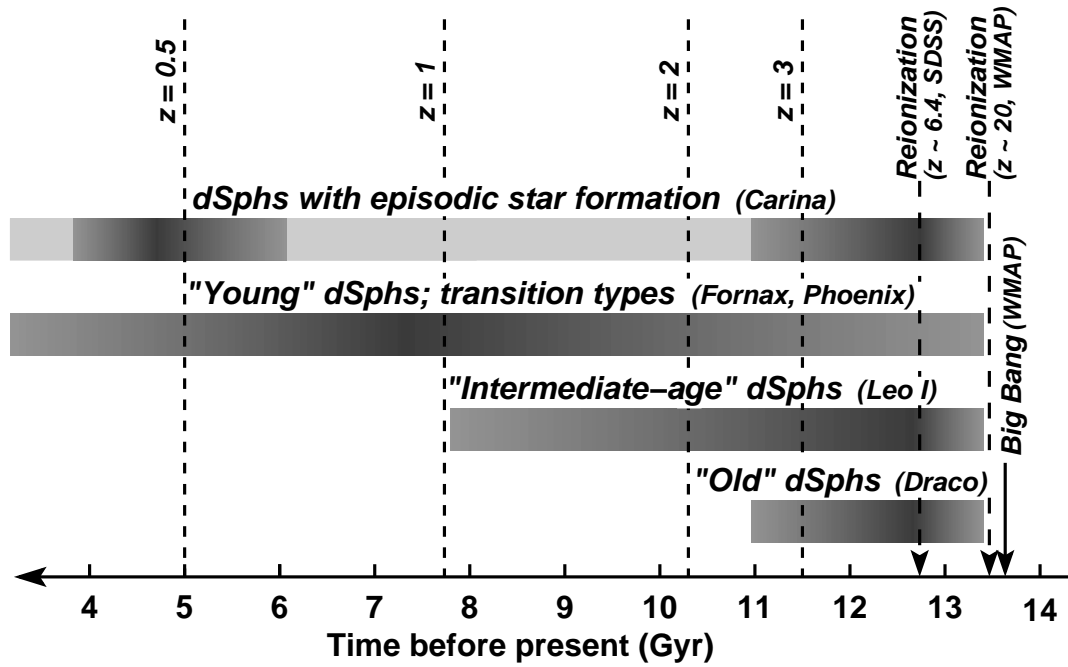 z = 0.5
z = 1
z = 2
z = 3
Reionization
(z ~ 6.4, SDSS)
Reionization
(z ~ 20, WMAP)
dSphs with episodic star formation (Carina)
"Young" dSphs; transition types (Fornax, Phoenix)
"Intermediate–age" dSphs (Leo I)
"Old" dSphs (Draco)
Big Bang (WMAP)
4 5 6 7 8 9 10 11 12 13 14
Time before present (Gyr)